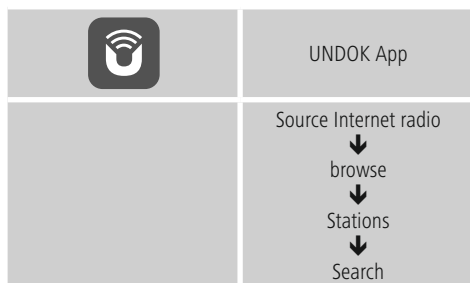 UNDOK App
Source Internet radio
browse
Stations
Search